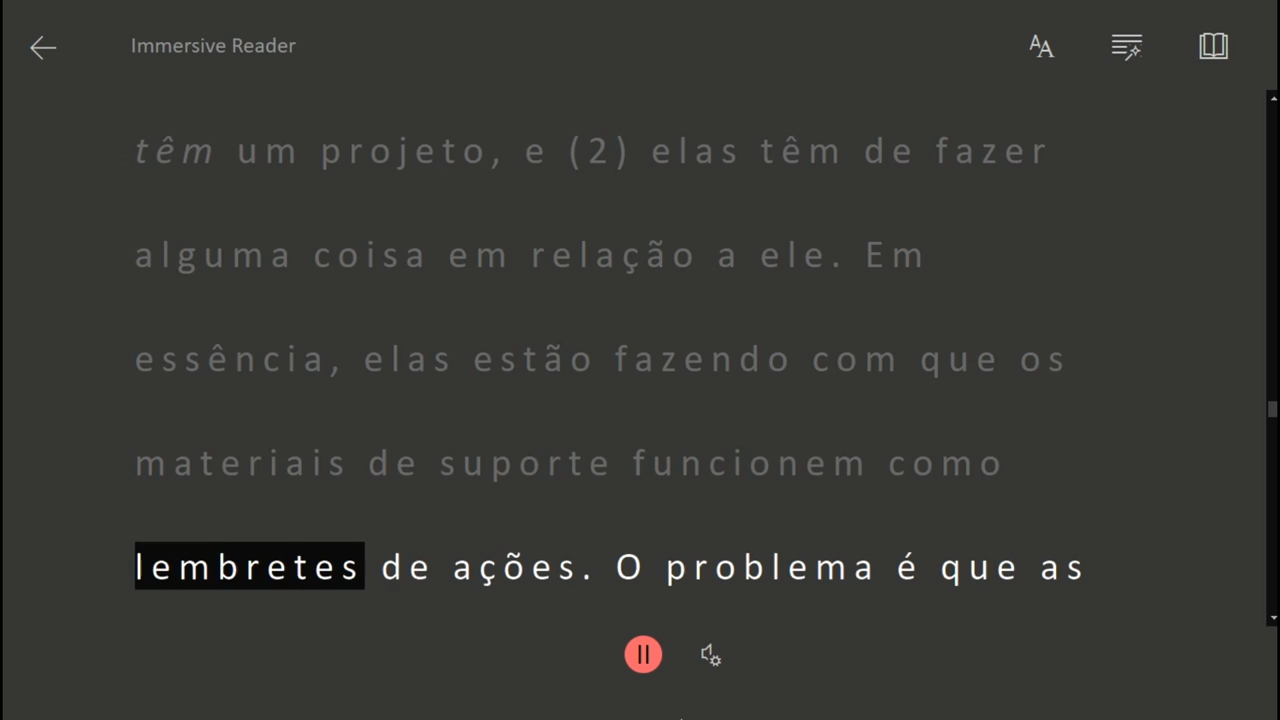 Immersive Reader
têm um projeto, e (2) elas têm de fazer
alguma coisa em relação a ele. Em
essência, elas estão fazendo com que os
materiais de suporte funcionem como
lembretes de ações. O problema é que as